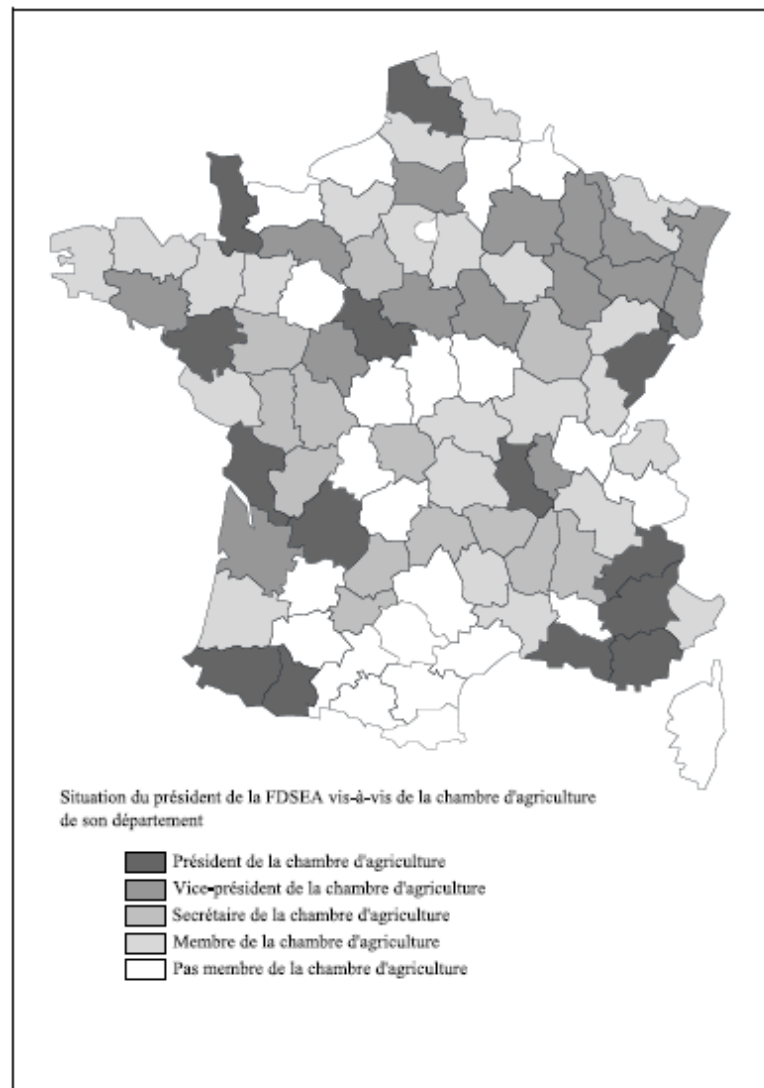 Situation du président de la FDSEA vis-à-vis de la chambre d'agriculture
de son département
Président de la chambre d'agriculture
Vice-président de la chambre d'agriculture
Secrétaire de la chambre d'agriculture
Membre de la chambre d'agriculture
Pas membre de la chambre d'agriculture